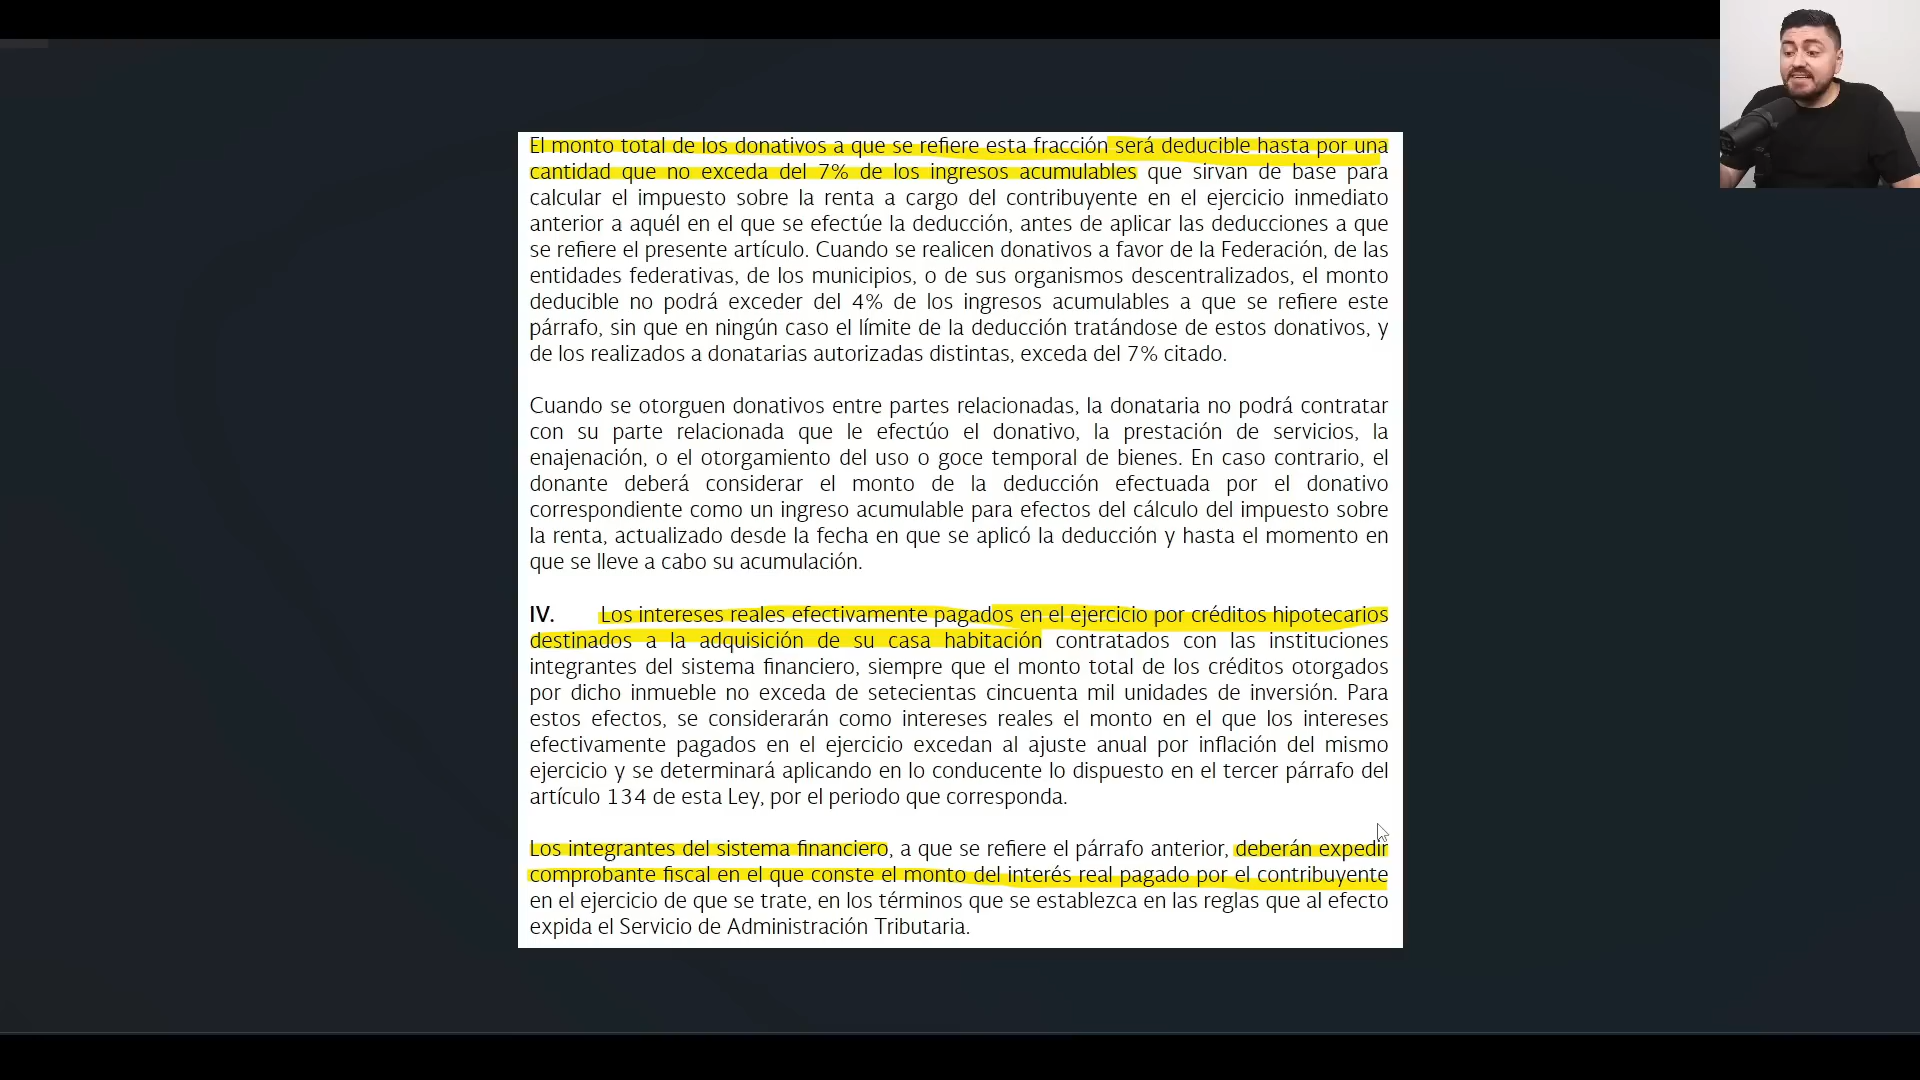 El monto total de los donativos a que se refiere esta fracción será deducible hasta por una
cantidad que no exceda del 7% de los ingresos acumulables que sirvan de base para
calcular el impuesto sobre la renta a cargo del contribuyente en el ejercicio inmediato
anterior a aquél en el que se efectúe la deducción, antes de aplicar las deducciones a que
se refiere el presente artículo. Cuando se realicen donativos a favor de la Federación, de las
entidades federativas, de los municipios, o de sus organismos descentralizados, el monto
deducible no podrá exceder del 4% de los ingresos acumulables a que se refiere este
párrafo, sin que en ningún caso el límite de la deducción tratándose de estos donativos, y
de los realizados a donatarias autorizadas distintas, exceda del 7% citado.
Cuando se otorguen donativos entre partes relacionadas, la donataria no podrá contratar
con su parte relacionada que le efectúo el donativo, la prestación de servicios, la
enajenación, o el otorgamiento del uso o goce temporal de bienes. En caso contrario, el
donante deberá considerar el monto de la deducción efectuada por el donativo
correspondiente como un ingreso acumulable para efectos del cálculo del impuesto sobre
la renta, actualizado desde la fecha en que se aplicó la deducción y hasta el momento en
que se lleve a cabo su acumulación.
IV. Los intereses reales efectivamente pagados en el ejercicio por créditos hipotecarios
destinados a la adquisición de su casa habitación contratados con las instituciones
integrantes del sistema financiero, siempre que el monto total de los créditos otorgados
por dicho inmueble no exceda de setecientas cincuenta mil unidades de inversión. Para
estos efectos, se considerarán como intereses reales el monto en el que los intereses
efectivamente pagados en el ejercicio excedan al ajuste anual por inflación del mismo
ejercicio y se determinará aplicando en lo conducente lo dispuesto en el tercer párrafo del
artículo 134 de esta Ley, por el periodo que corresponda.
Los integrantes del sistema financiero, a que se refiere el párrafo anterior, deberán expedir
comprobante fiscal en el que conste el monto del interés real pagado por el contribuyente
en el ejercicio de que se trate, en los términos que se establezca en las reglas que al efecto
expida el Servicio de Administración Tributaria.